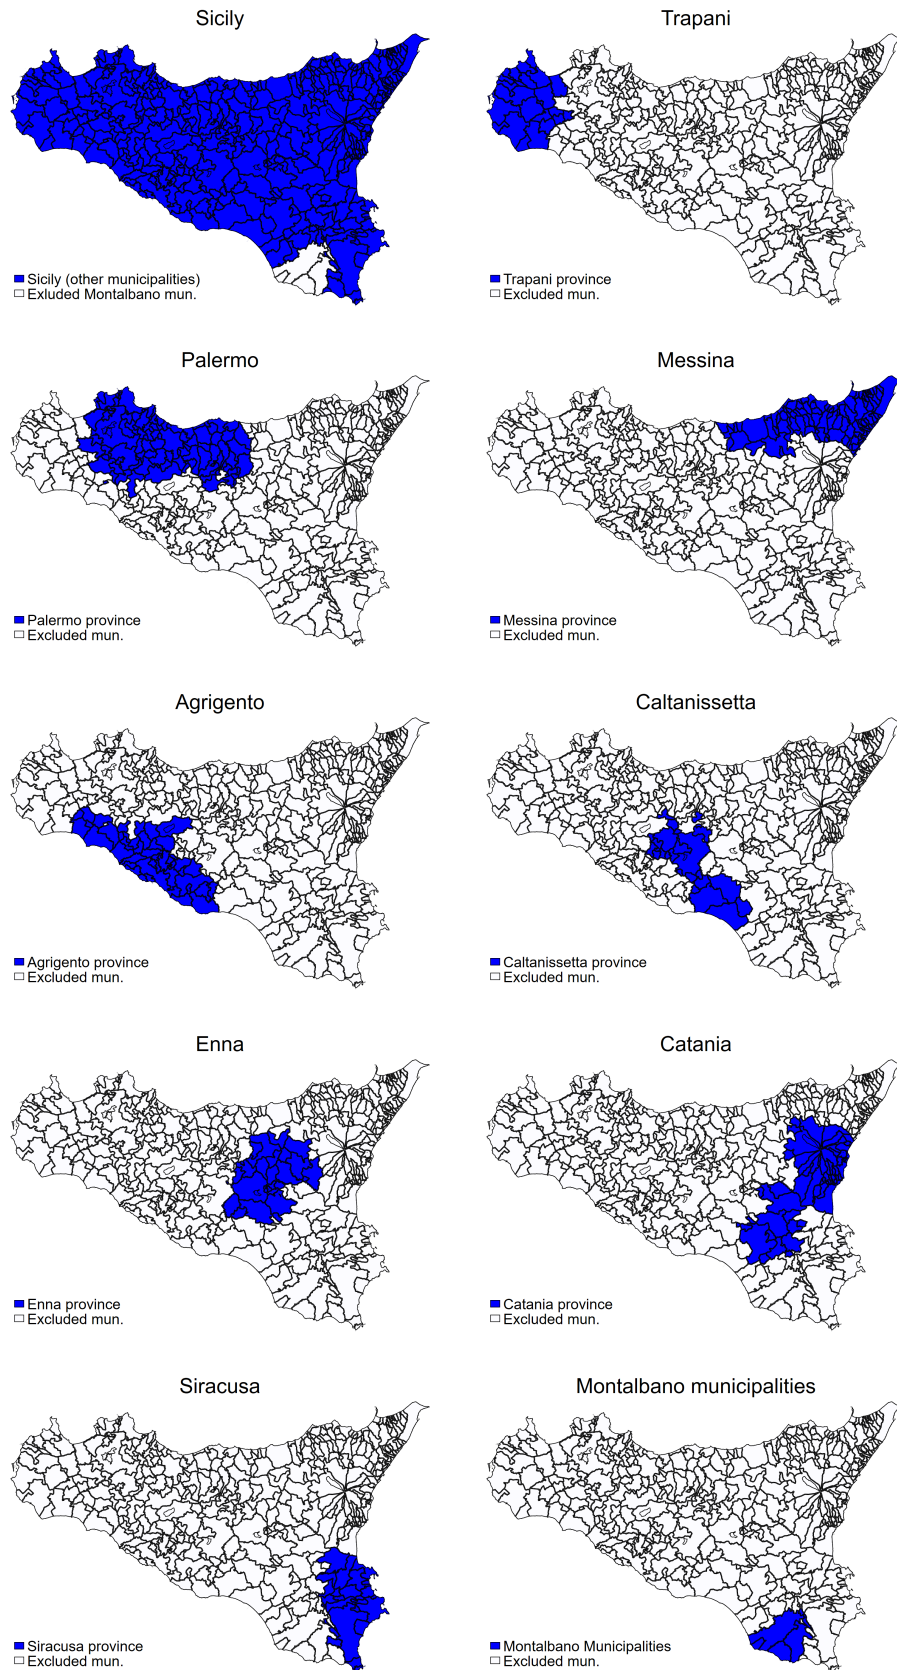 Sicily
Trapani
Sicily (other municipalities)
Exluded Montalbano mun.
Trapani province
Excluded mun.
Palermo
Messina
Palermo province
Excluded mun.
Messina province
Excluded mun.
Agrigento
Caltanissetta
Agrigento province
Excluded mun.
Caltanissetta province
Excluded mun.
Enna
Catania
Enna province
Excluded mun.
Catania province
Excluded mun.
Siracusa
Montalbano municipalities
Siracusa province
Excluded mun.
Montalbano Municipalities
Excluded mun.